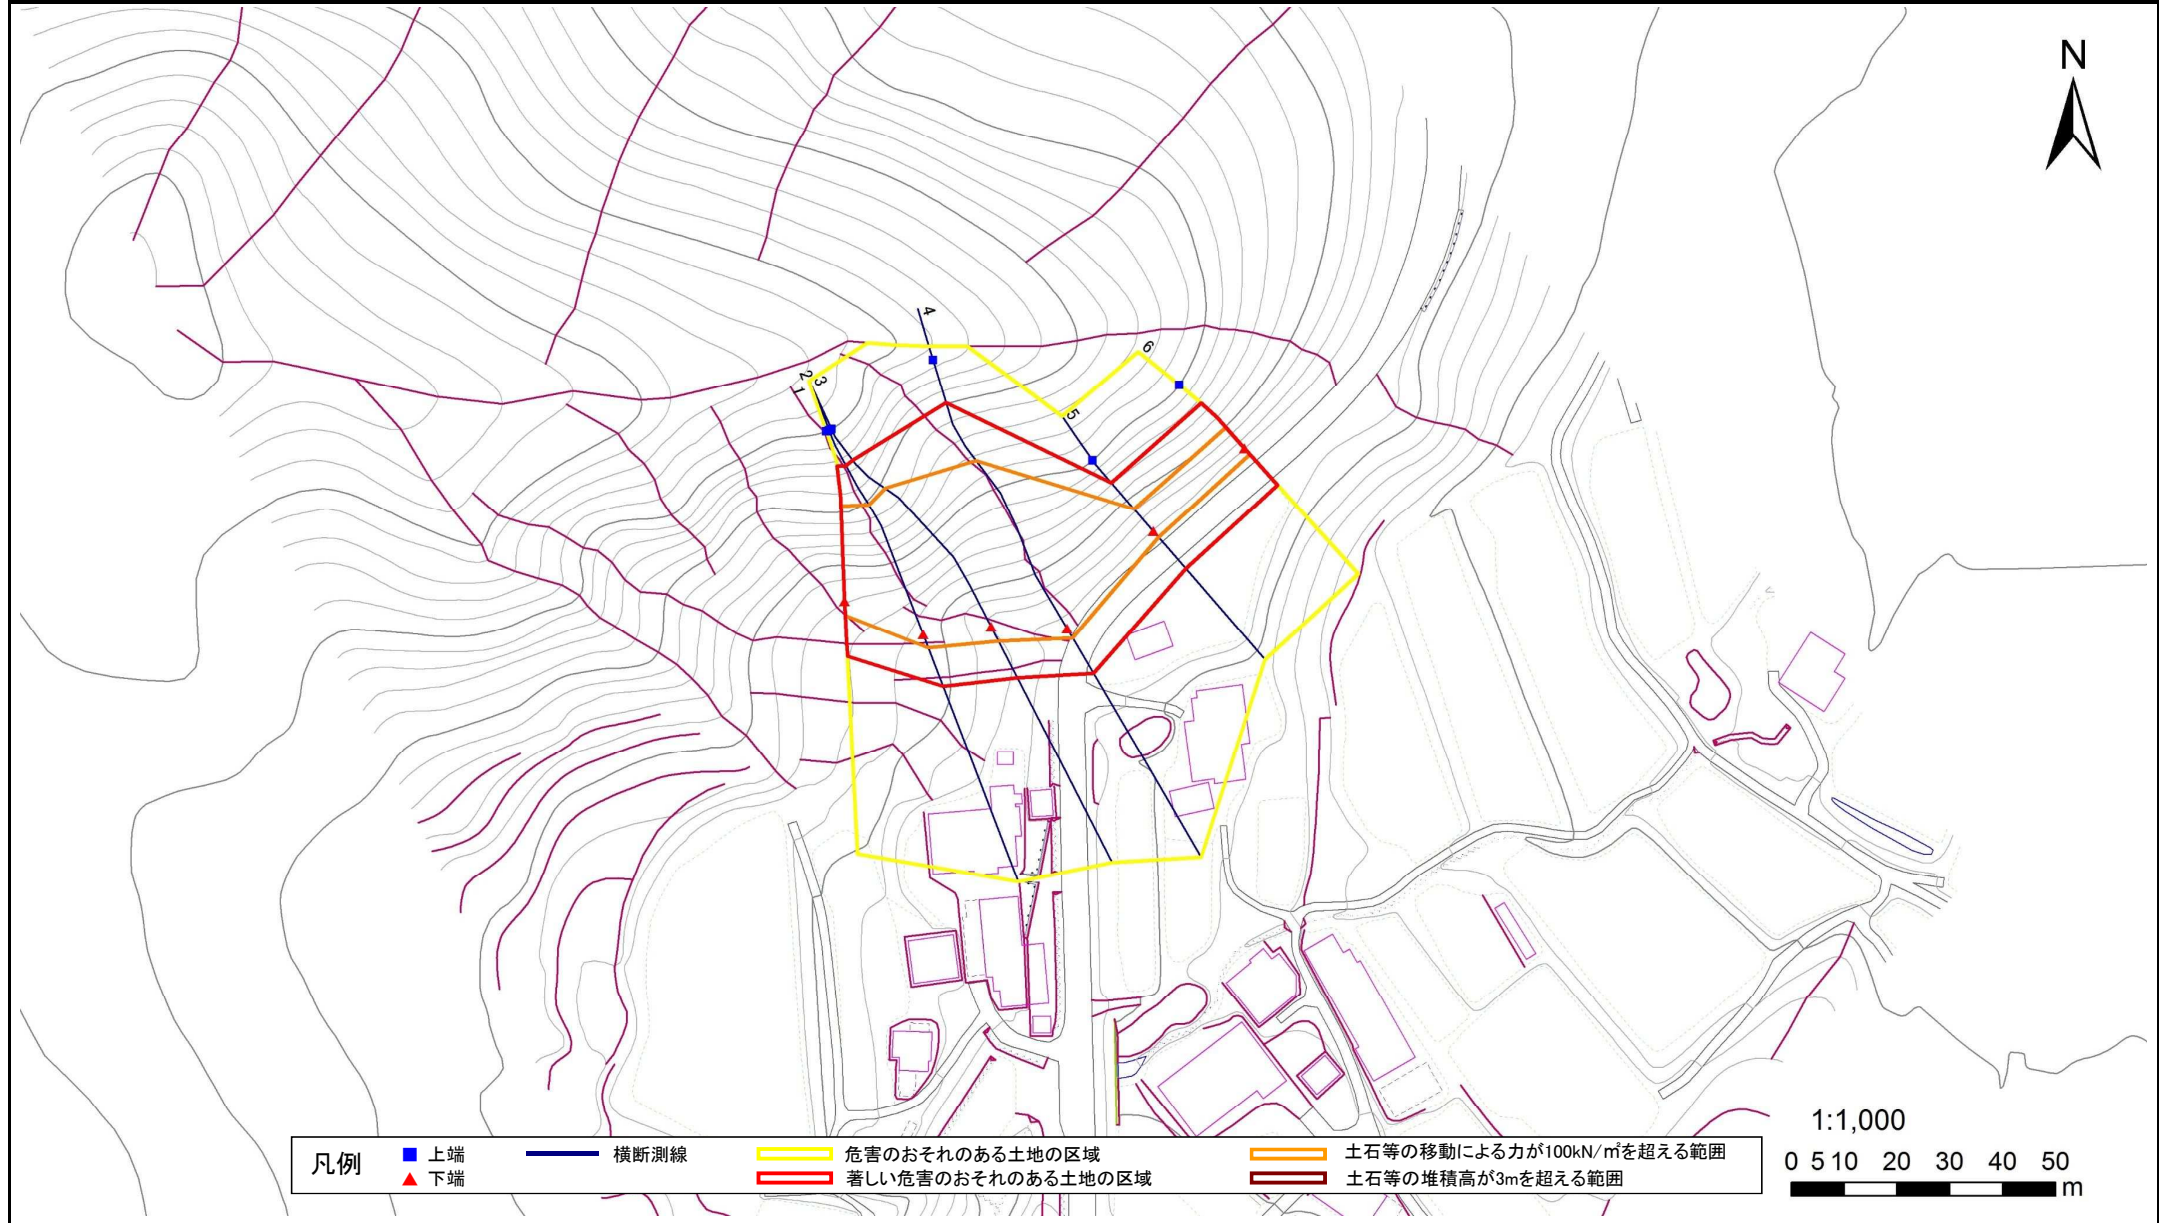 N
4
6
2
3
1
5
1:1,000
0 5 10 20 30 40 50
m
凡例
上端
横断測線
危害のおそれのある土地の区域
土石等の移動による力が100kN/㎡を超える範囲
下端
著しい危害のおそれのある土地の区域
土石等の堆積高が3mを超える範囲